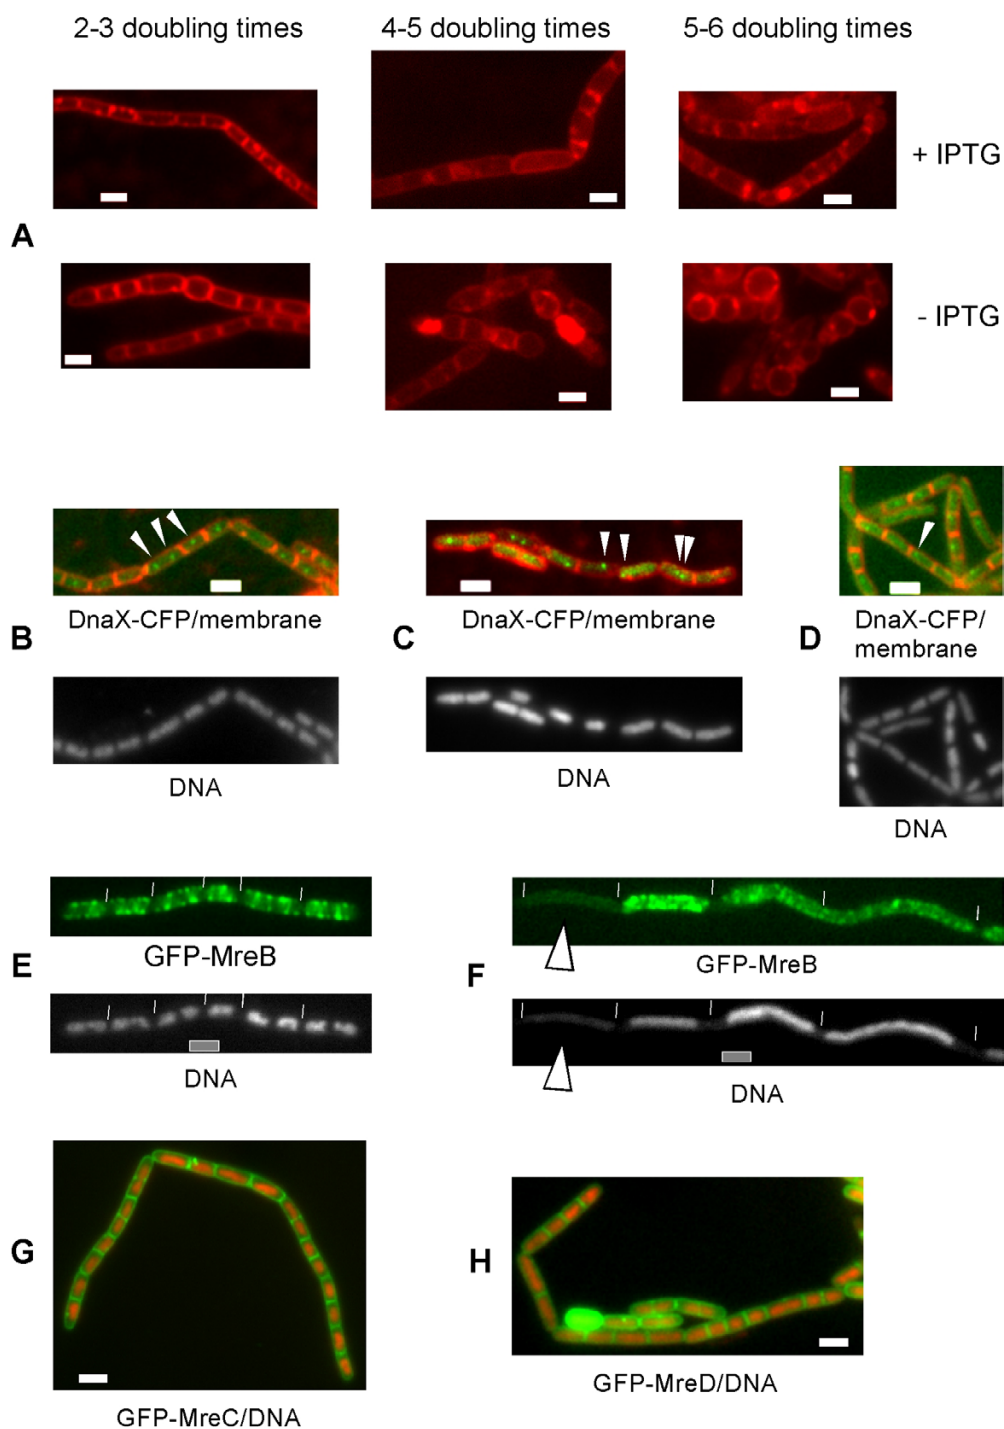 2-3 doubling times
4-5 doubling times
5-6 doubling times
+ IPTG
A
- IPTG
DnaX-CFP/membrane
DnaX-CFP/membrane
DnaX-CFP/
membrane
B
C
D
DNA
DNA
DNA
GFP-MreB
GFP-MreB
E
F
DNA
DNA
G
H
GFP-MreC/DNA
GFP-MreD/DNA